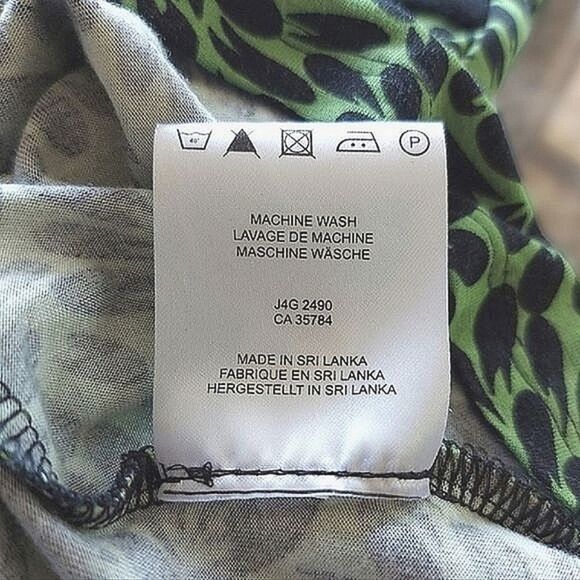 40°
P
MACHINE WASH
LAVAGE DE MACHINE
MASCHINE WÄSCHE
J4G 2490
CA 35784
MADE IN SRI LANKA
FABRIQUE EN SRI LANKA
HERGESTELLT IN SRI LANKA